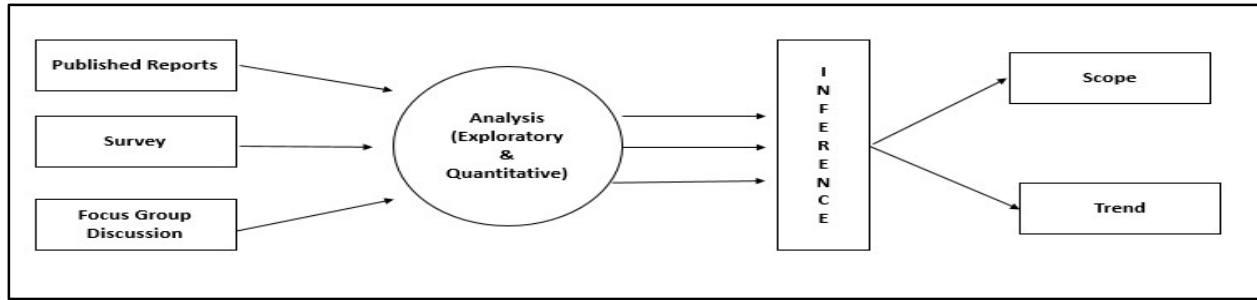 Published Reports
Survey
Focus Group
Discussion
Analysis
(Exploratory
&
Quantitative)
I
N
F
E
R
E
N
C
E
Scope
Trend